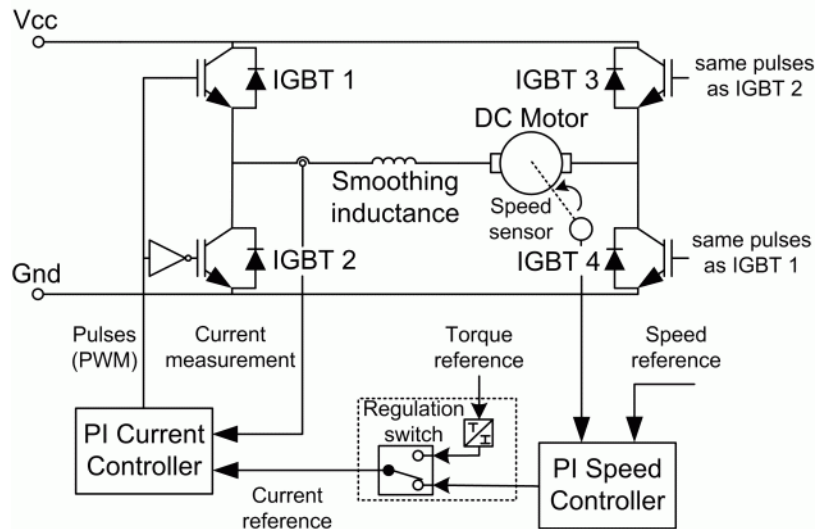 Vcc
IGBT 1
IGBT 3
same pulses
as IGBT 2
DC Motor
Smoothing
inductance
Speed
sensor
IGBT 2
IGBT 4
same pulses
as IGBT 1
Gnd
Pulses
(PWM)
Current
measurement
Torque
reference
Speed
reference
Regulation
switch
T
I
PI Current
Controller
Current
reference
PI Speed
Controller